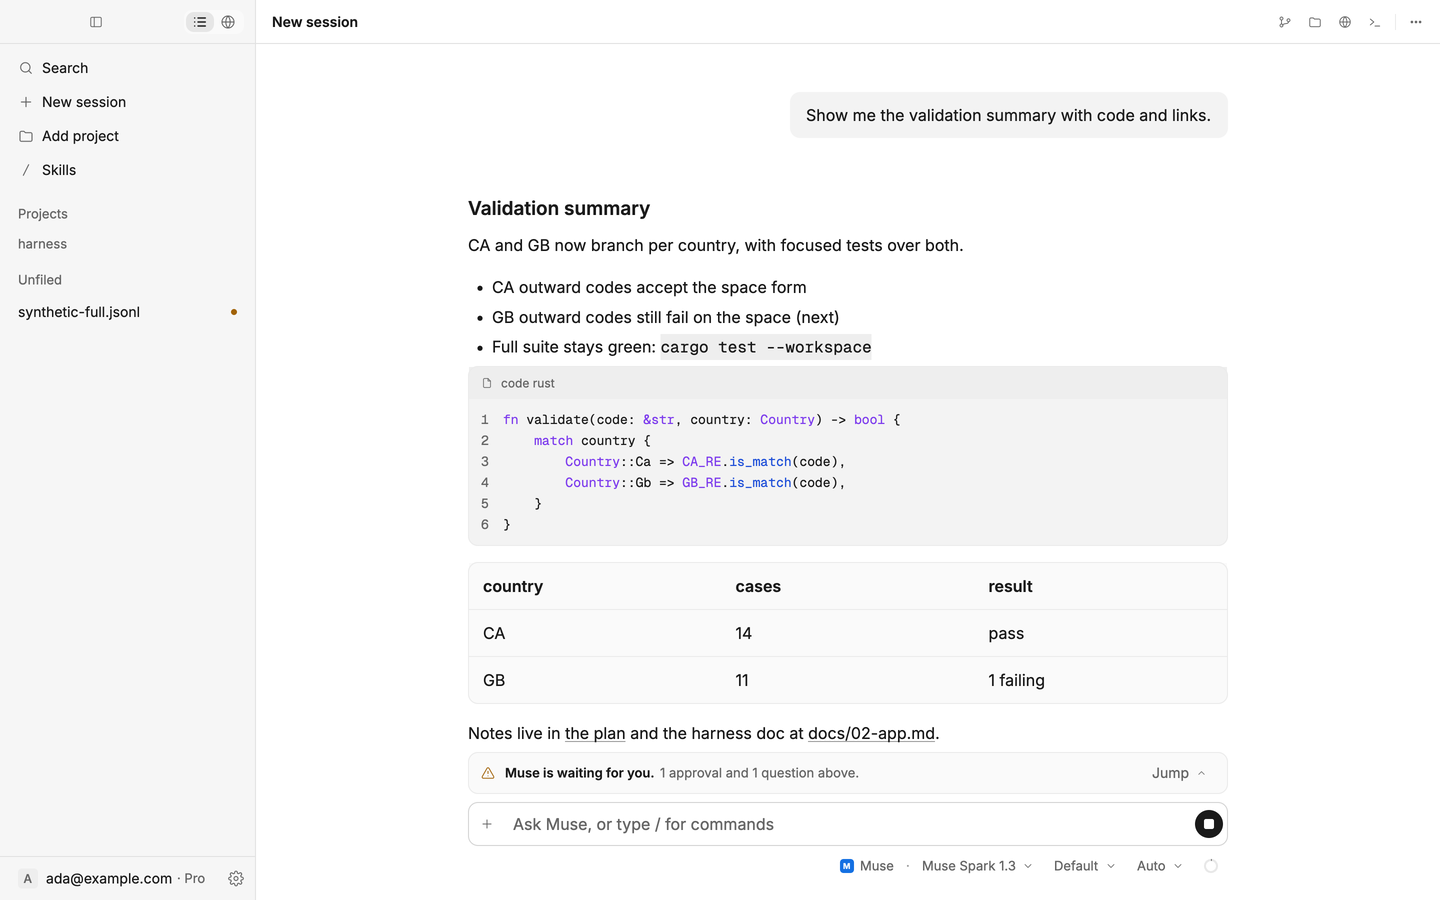 New session
Search
New session
Add project
Skills
Projects
harness
Unfiled
synthetic-full.jsonl
A ada@example.com · Pro
Show me the validation summary with code and links.
Validation summary
CA and GB now branch per country, with focused tests over both.
• CA outward codes accept the space form
• GB outward codes still fail on the space (next)
• Full suite stays green: cargo test --workspace
code rust
1 fn validate(code: &str, country: Country) -> bool {
2     match country {
3         Country::Ca => CA_RE.is_match(code),
4         Country::Gb => GB_RE.is_match(code),
5     }
6 }
country cases result
CA 14 pass
GB 11 1 failing
Notes live in the plan and the harness doc at docs/02-app.md.
Muse is waiting for you. 1 approval and 1 question above. Jump
Ask Muse, or type / for commands
M Muse · Muse Spark 1.3 Default Auto